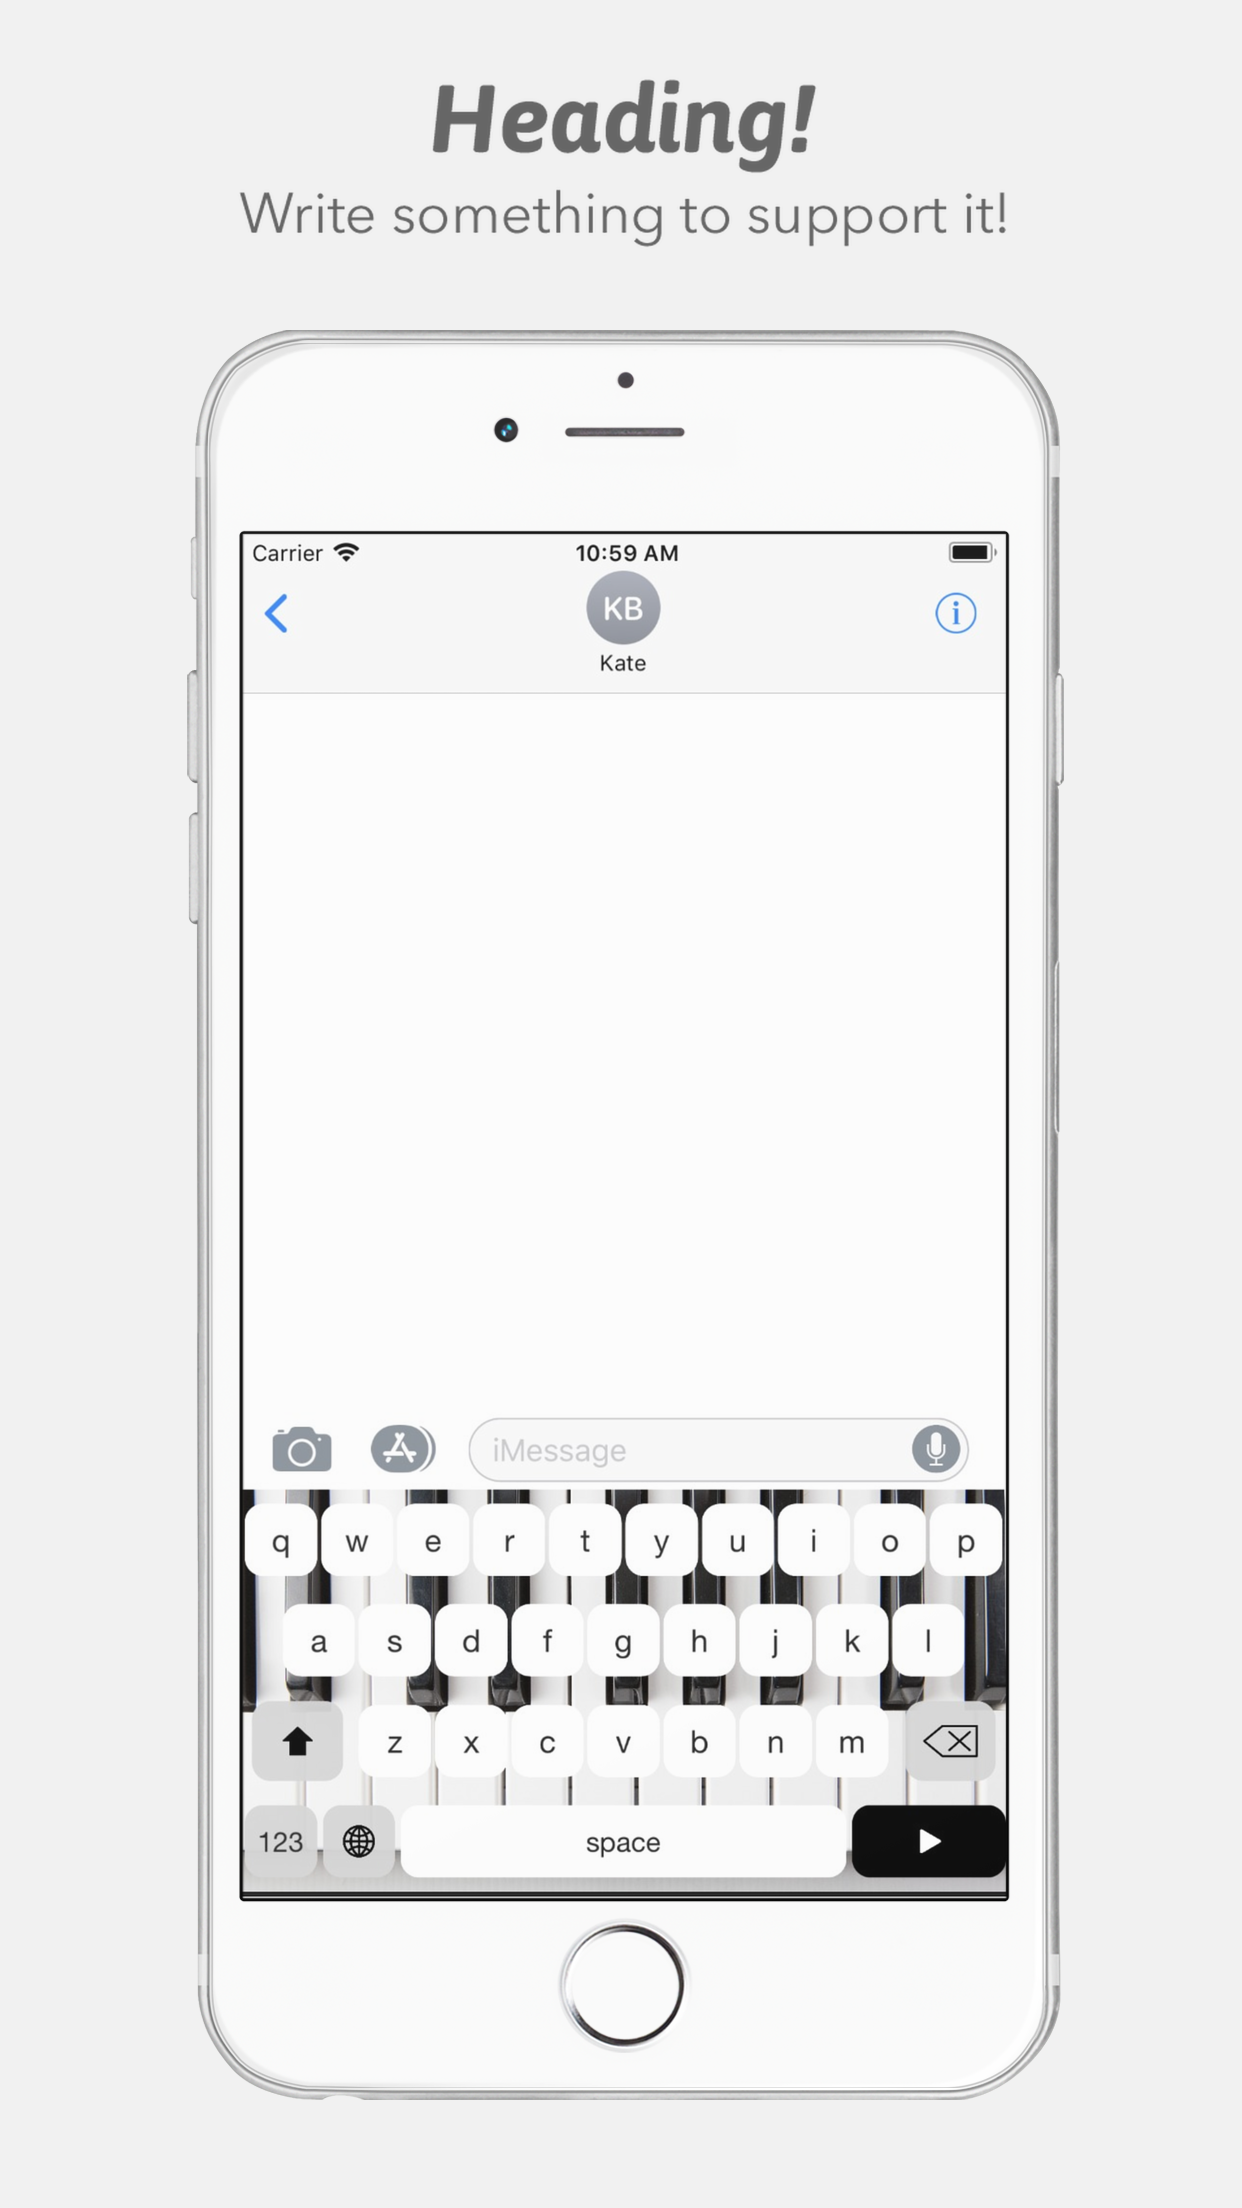 Heading!
Write something to support it!
Carrier 10:59 AM
KB
Kate
iMessage
q w e r t y u i o p
a s d f g h j k l
z x c v b n m
123 space